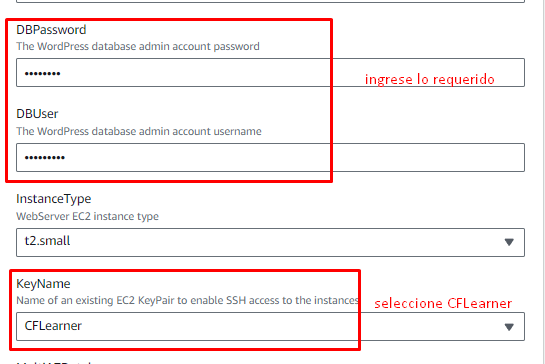 DBPassword
The WordPress database admin account password
••••••••
ingrese lo requerido
DBUser
The WordPress database admin account username
•••••••••
InstanceType
WebServer EC2 instance type
t2.small
KeyName
Name of an existing EC2 KeyPair to enable SSH access to the instances
seleccione CFLearner
CFLearner